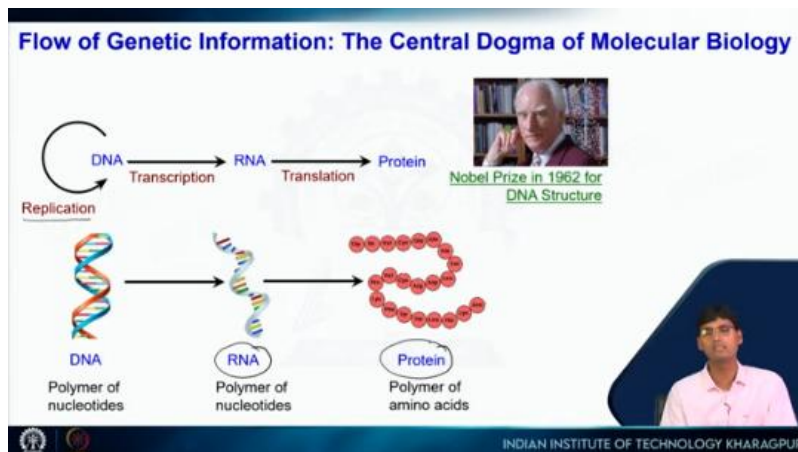 Flow of Genetic Information: The Central Dogma of Molecular Biology
DNA
RNA
Protein
Transcription
Translation
Replication
Nobel Prize in 1962 for
DNA Structure
DNA
RNA
Protein
Polymer of
nucleotides
Polymer of
nucleotides
Polymer of
amino acids
INDIAN INSTITUTE OF TECHNOLOGY KHARAGPUR